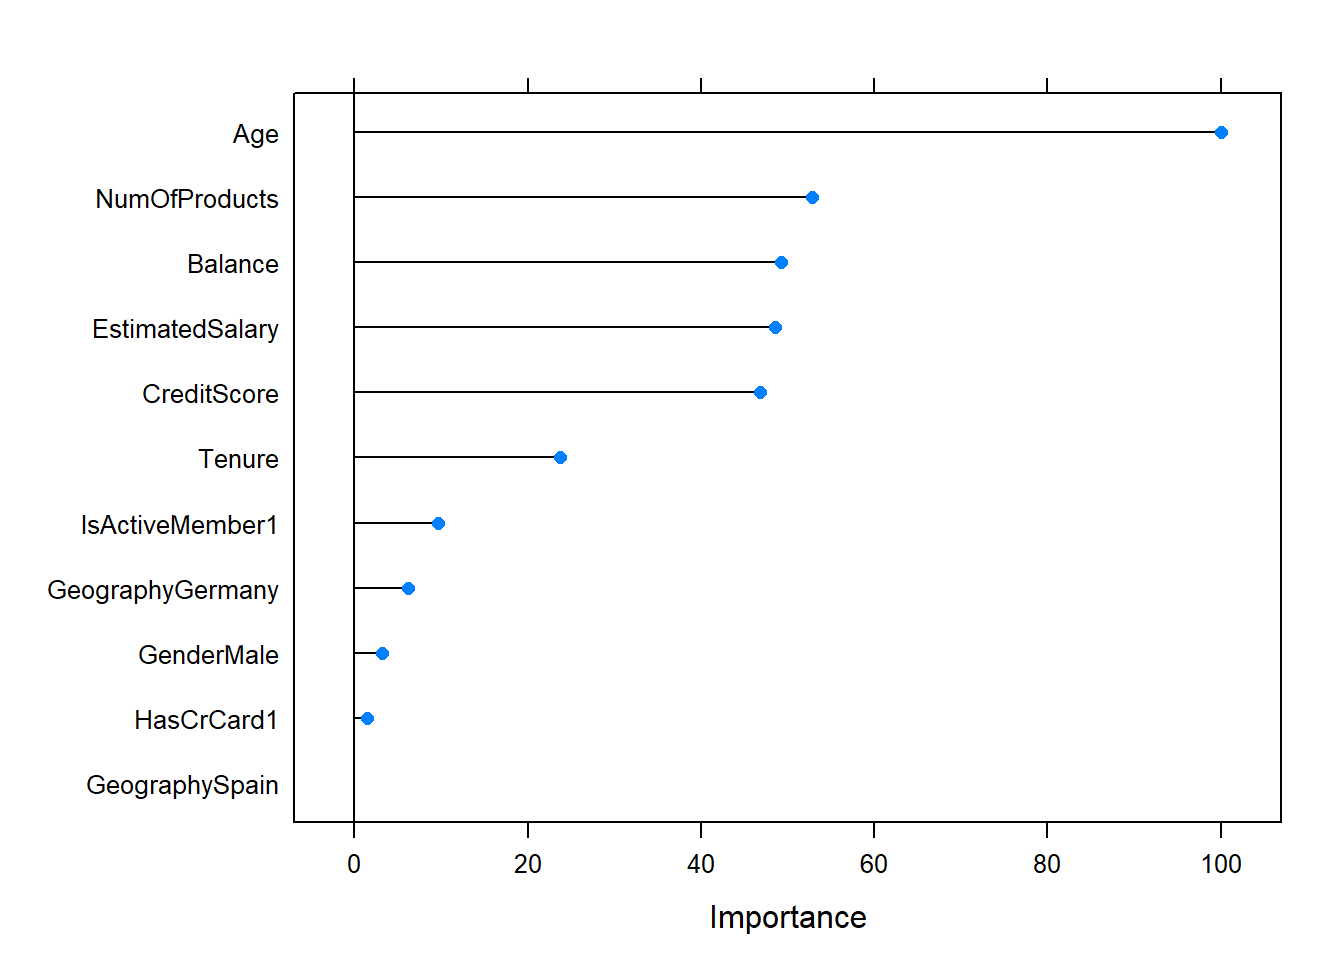 Age
NumOfProducts
Balance
EstimatedSalary
CreditScore
Tenure
IsActiveMember1
GeographyGermany
GenderMale
HasCrCard1
GeographySpain
0 20 40 60 80 100
Importance